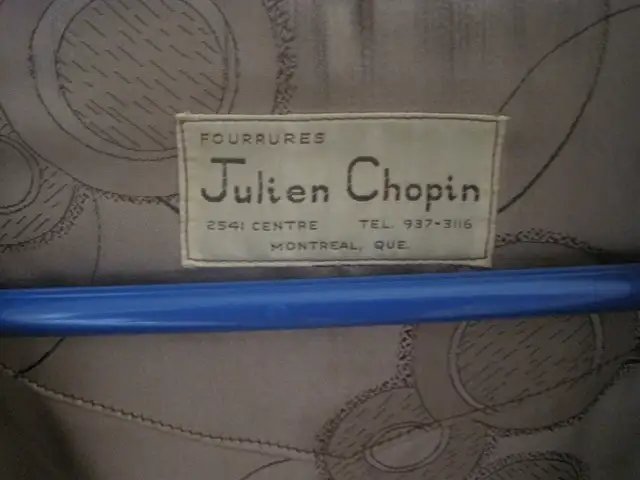 FOURRURES
Julien Chopin
2541 CENTRE TEL. 937-3116
MONTREAL, QUE.